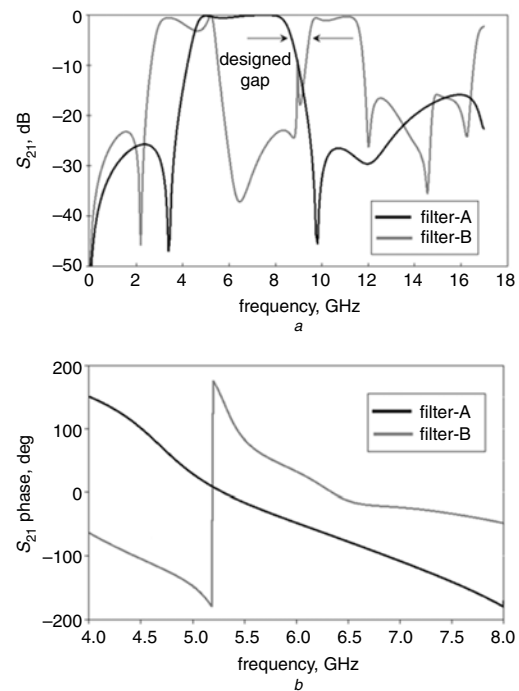 0
−10
−20
−30
−40
−50
S21, dB
designed
gap
filter-A
filter-B
0 2 4 6 8 10 12 14 16 18
frequency, GHz
a
200
100
0
−100
−200
S21 phase, deg
filter-A
filter-B
4.0 4.5 5.0 5.5 6.0 6.5 7.0 7.5 8.0
frequency, GHz
b